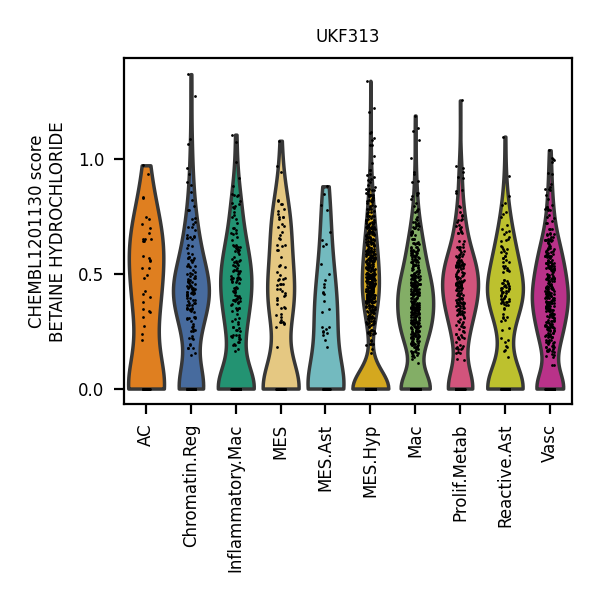 UKF313
CHEMBL1201130 score
BETAINE HYDROCHLORIDE
1.0
0.5
0.0
AC
Chromatin.Reg
Inflammatory.Mac
MES
MES.Ast
MES.Hyp
Mac
Prolif.Metab
Reactive.Ast
Vasc